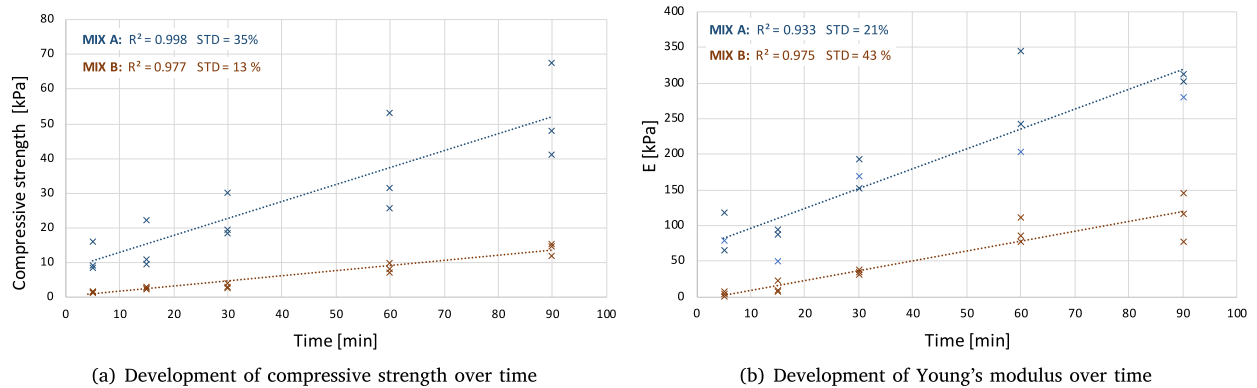 MIX A: R² = 0.998 STD = 35%
MIX B: R² = 0.977 STD = 13 %
Compressive strength [kPa]
80
70
60
50
40
30
20
10
0
0 10 20 30 40 50 60 70 80 90 100
Time [min]
(a) Development of compressive strength over time
MIX A: R² = 0.933 STD = 21%
MIX B: R² = 0.975 STD = 43 %
E [kPa]
400
350
300
250
200
150
100
50
0
0 10 20 30 40 50 60 70 80 90 100
Time [min]
(b) Development of Young's modulus over time